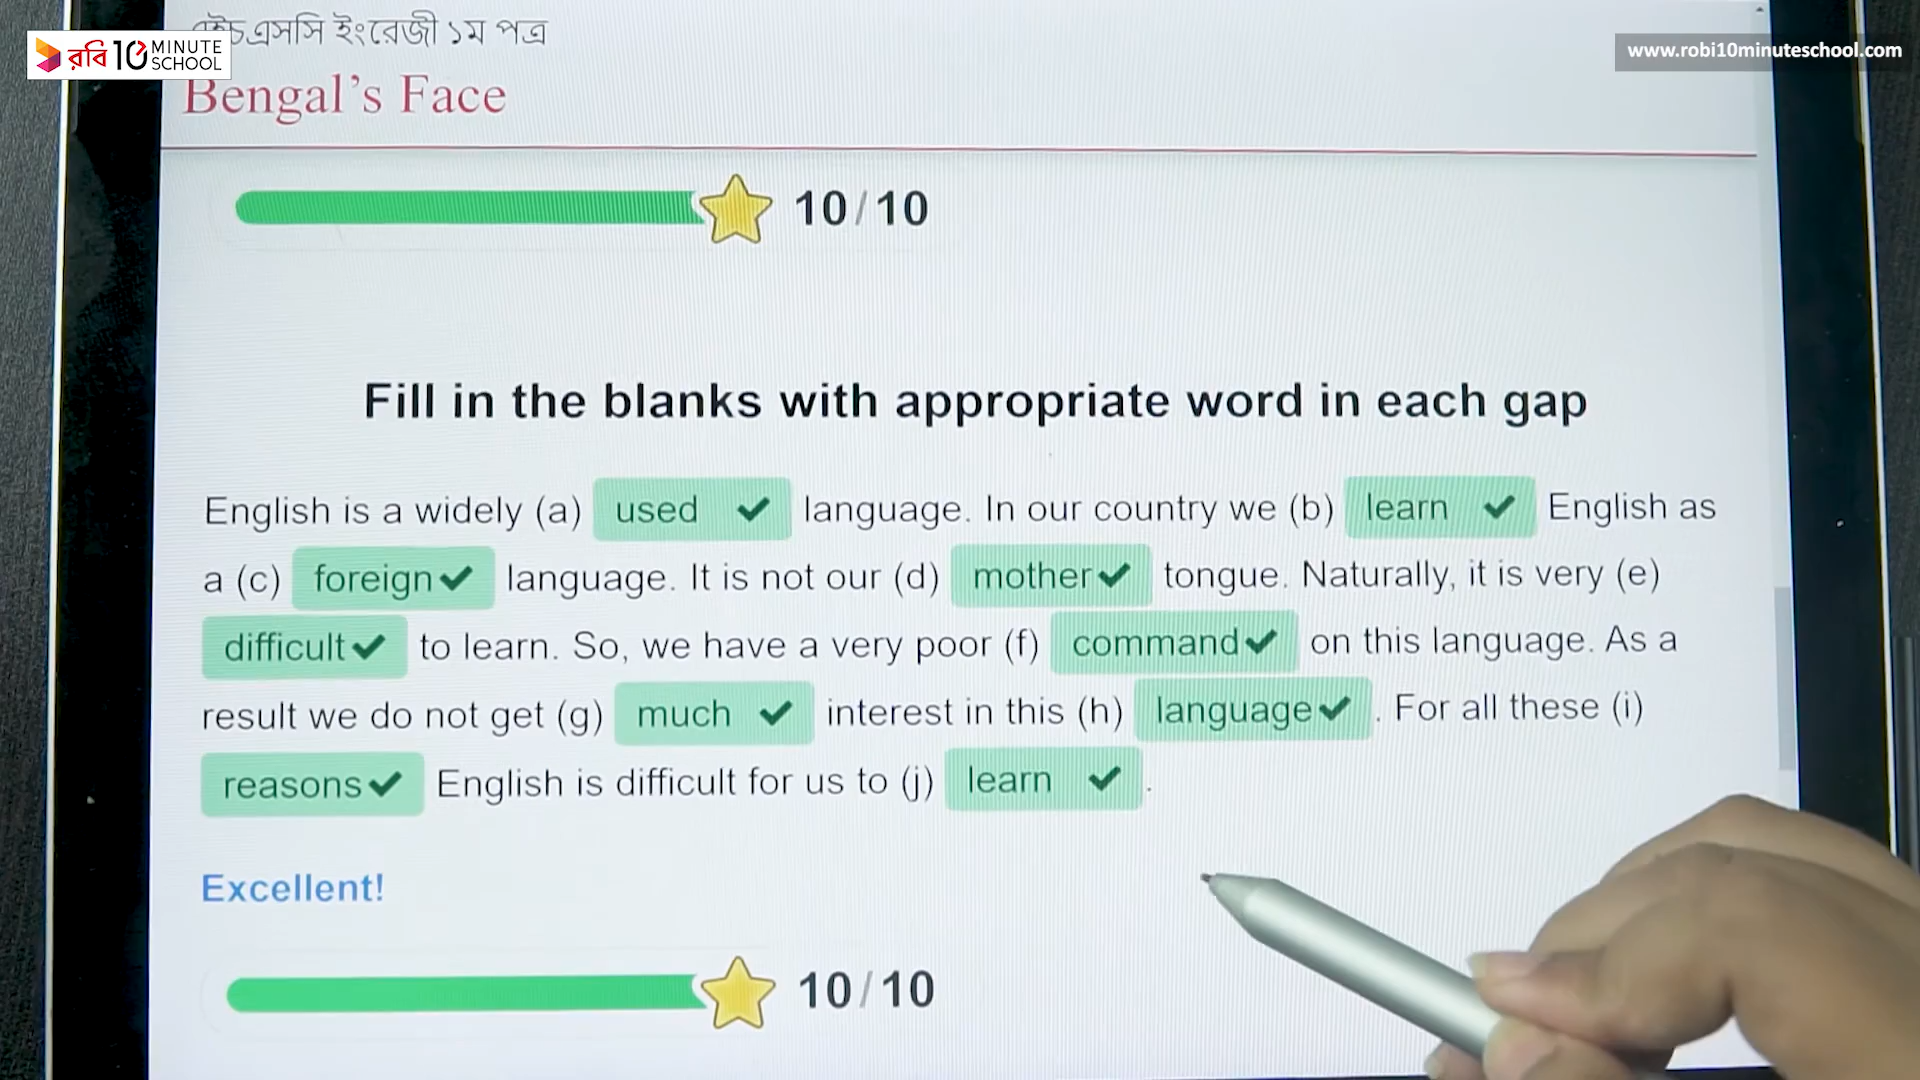 এইচএসসি ইংরেজী ১ম পত্র
রবি 10 MINUTE SCHOOL
www.robi10minuteschool.com
Bengal's Face
10/10
Fill in the blanks with appropriate word in each gap
English is a widely (a) used ✔ language. In our country we (b) learn ✔ English as
a (c) foreign ✔ language. It is not our (d) mother ✔ tongue. Naturally, it is very (e)
difficult ✔ to learn. So, we have a very poor (f) command ✔ on this language. As a
result we do not get (g) much ✔ interest in this (h) language ✔ . For all these (i)
reasons ✔ English is difficult for us to (j) learn ✔ .
Excellent!
10/10